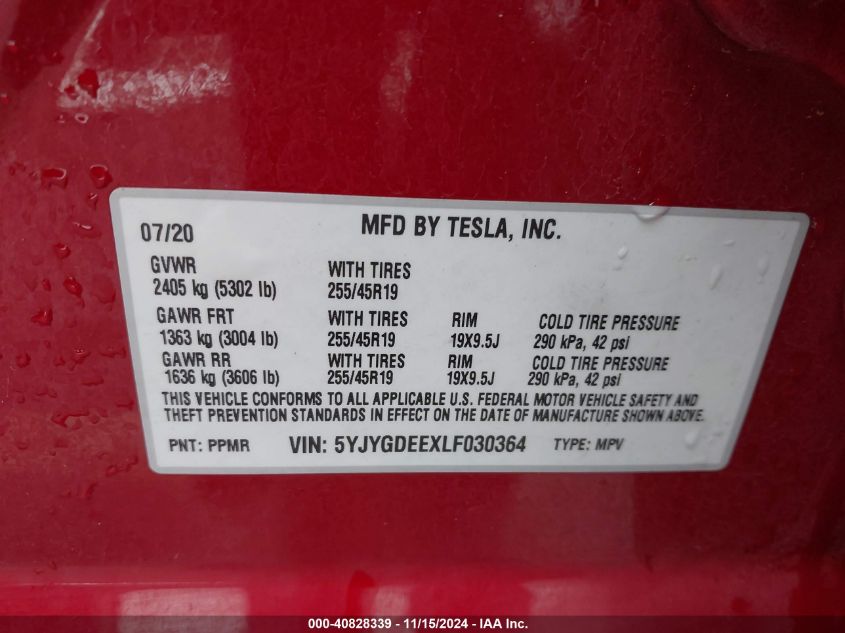 07/20 MFD BY TESLA, INC.
GVWR WITH TIRES
2405 kg (5302 lb) 255/45R19
GAWR FRT WITH TIRES RIM COLD TIRE PRESSURE
1363 kg (3004 lb) 255/45R19 19X9.5J 290 kPa, 42 psi
GAWR RR WITH TIRES RIM COLD TIRE PRESSURE
1636 kg (3606 lb) 255/45R19 19X9.5J 290 kPa, 42 psi
THIS VEHICLE CONFORMS TO ALL APPLICABLE U.S. FEDERAL MOTOR VEHICLE SAFETY AND
THEFT PREVENTION STANDARDS IN EFFECT ON THE DATE OF MANUFACTURE SHOWN ABOVE.
PNT: PPMR VIN: 5YJYGDEEXLF030364 TYPE: MPV
000-40828339 - 11/15/2024 - IAA Inc.